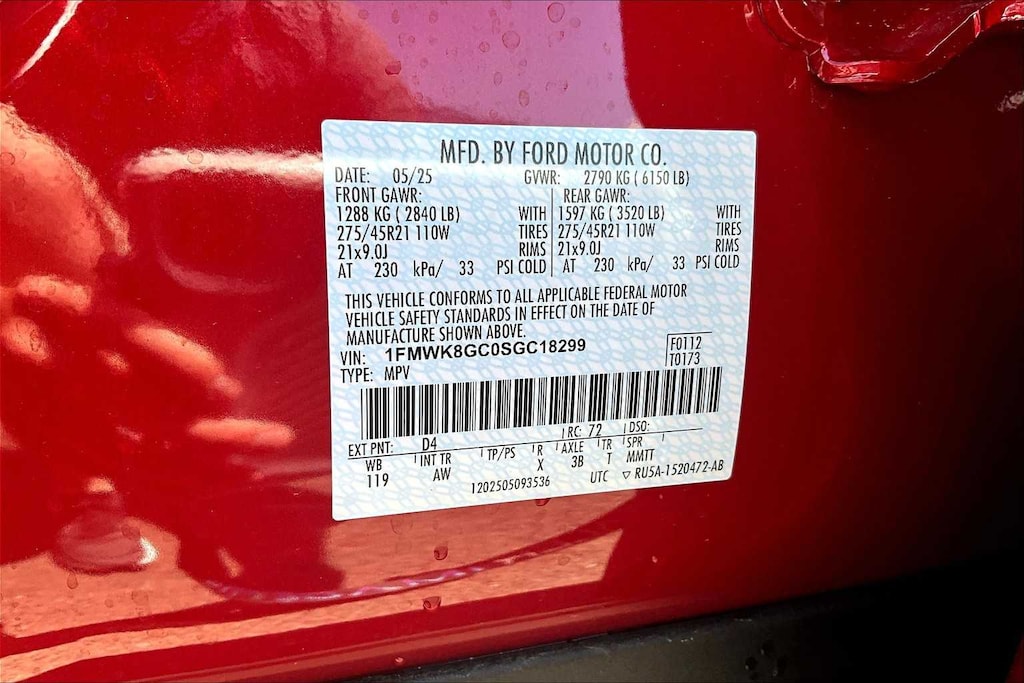 MFD. BY FORD MOTOR CO.
DATE: 05/25 GVWR: 2790 KG ( 6150 LB)
FRONT GAWR: REAR GAWR:
1288 KG ( 2840 LB) WITH 1597 KG ( 3520 LB) WITH
275/45R21 110W TIRES 275/45R21 110W TIRES
21x9.0J RIMS 21x9.0J RIMS
AT 230 kPa/ 33 PSI COLD AT 230 kPa/ 33 PSI COLD
THIS VEHICLE CONFORMS TO ALL APPLICABLE FEDERAL MOTOR
VEHICLE SAFETY STANDARDS IN EFFECT ON THE DATE OF
MANUFACTURE SHOWN ABOVE.
VIN: 1FMWK8GC0SGC18299 F0112
TYPE: MPV T0173
EXT PNT: D4 RC: 72 DSO:
WB INT TR TP/PS R AXLE TR SPR
119 AW X 3B T MMTT
1202505093536 UTC ▽ RU5A-1520472-AB